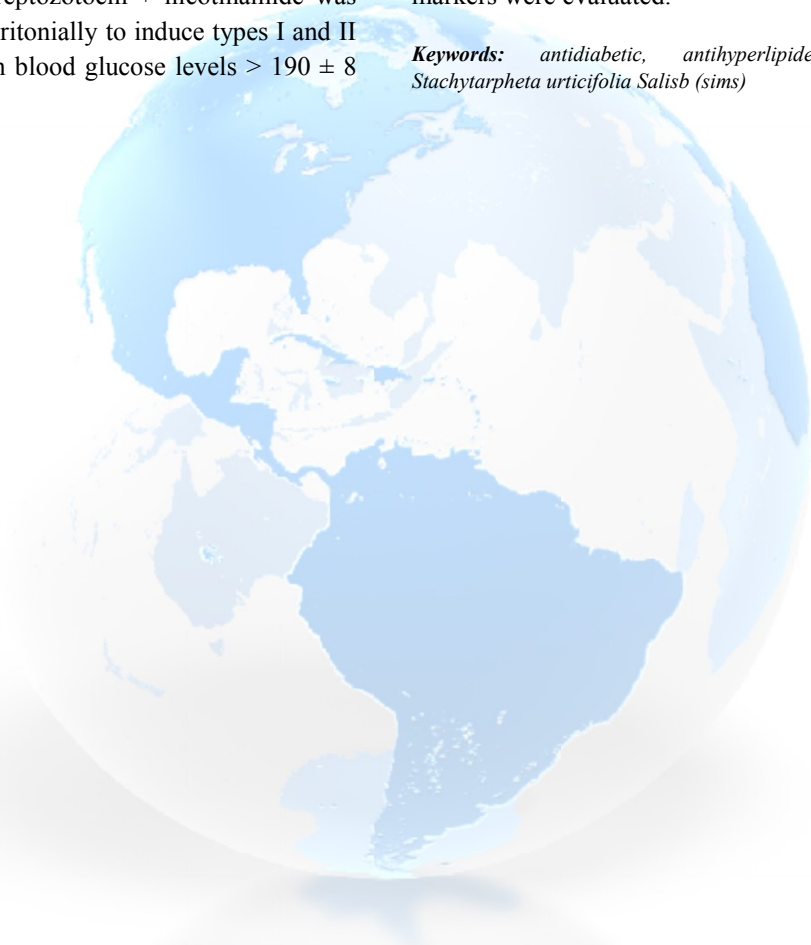 reptozotocin + nicotinamide was
ritonially to induce types I and II
n blood glucose levels > 190 ± 8
markers were evaluated.
Keywords: antidiabetic, antihyperlipide
Stachytarpheta urticifolia Salisb (sims)